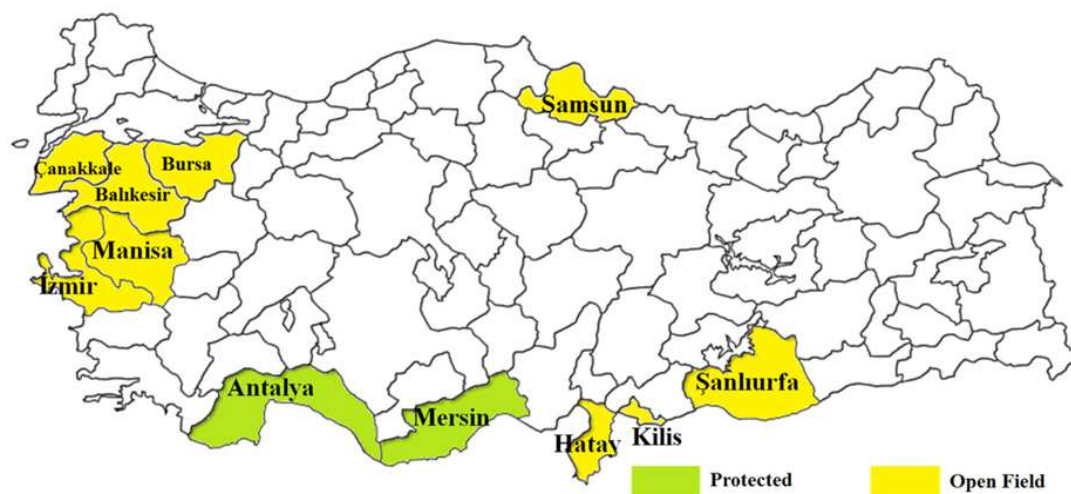 Samsun
Çanakkale
Bursa
Balıkesir
Manisa
İzmir
Antalya
Mersin
Şanlıurfa
Hatay
Kilis
Protected
Open Field